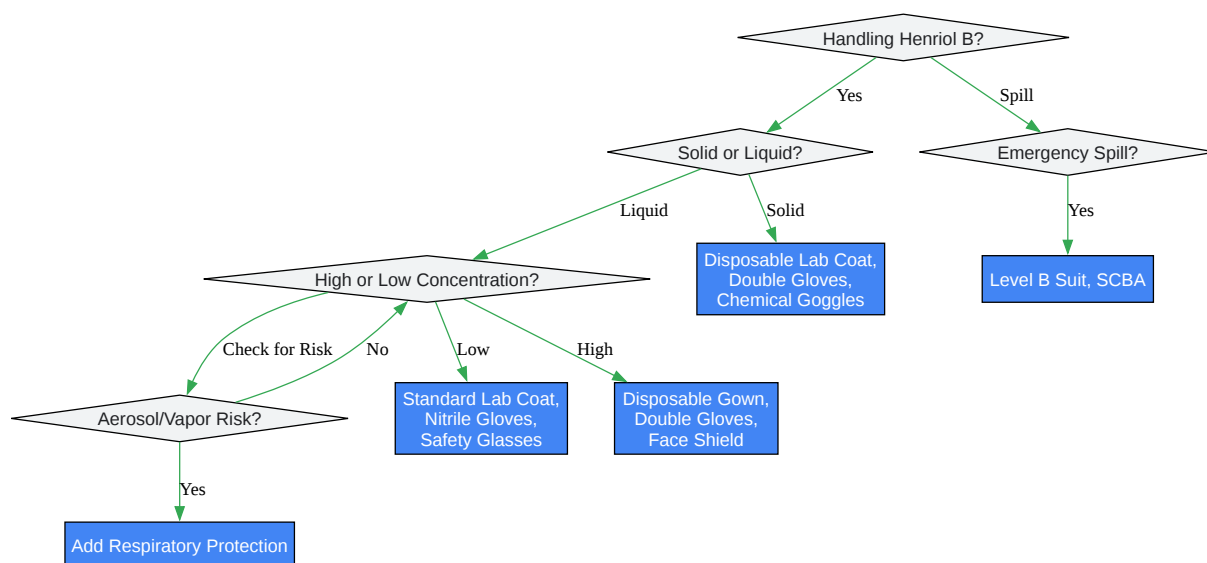 Handling Henriol B?
Yes
Spill
Solid or Liquid?
Emergency Spill?
Liquid
Solid
Yes
High or Low Concentration?
Disposable Lab Coat,
Double Gloves,
Chemical Goggles
Level B Suit, SCBA
Check for Risk
No
Low
High
Aerosol/Vapor Risk?
Standard Lab Coat,
Nitrile Gloves,
Safety Glasses
Disposable Gown,
Double Gloves,
Face Shield
Yes
Add Respiratory Protection